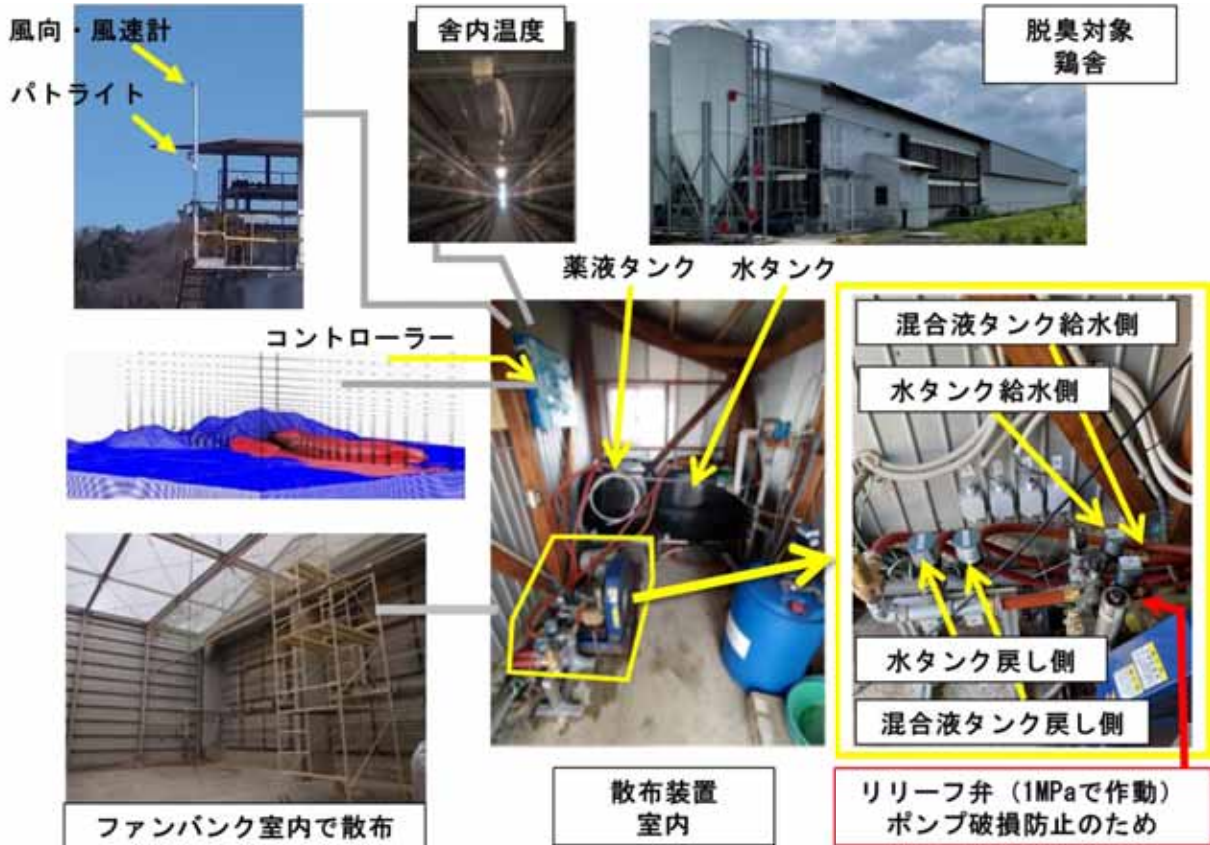 風向・風速計
パトライト
舎内温度
脱臭対象
鶏舎
薬液タンク
水タンク
コントローラー
混合液タンク給水側
水タンク給水側
水タンク戻し側
混合液タンク戻し側
ファンバンク室内で散布
散布装置
室内
リリーフ弁（1MPaで作動）
ポンプ破損防止のため